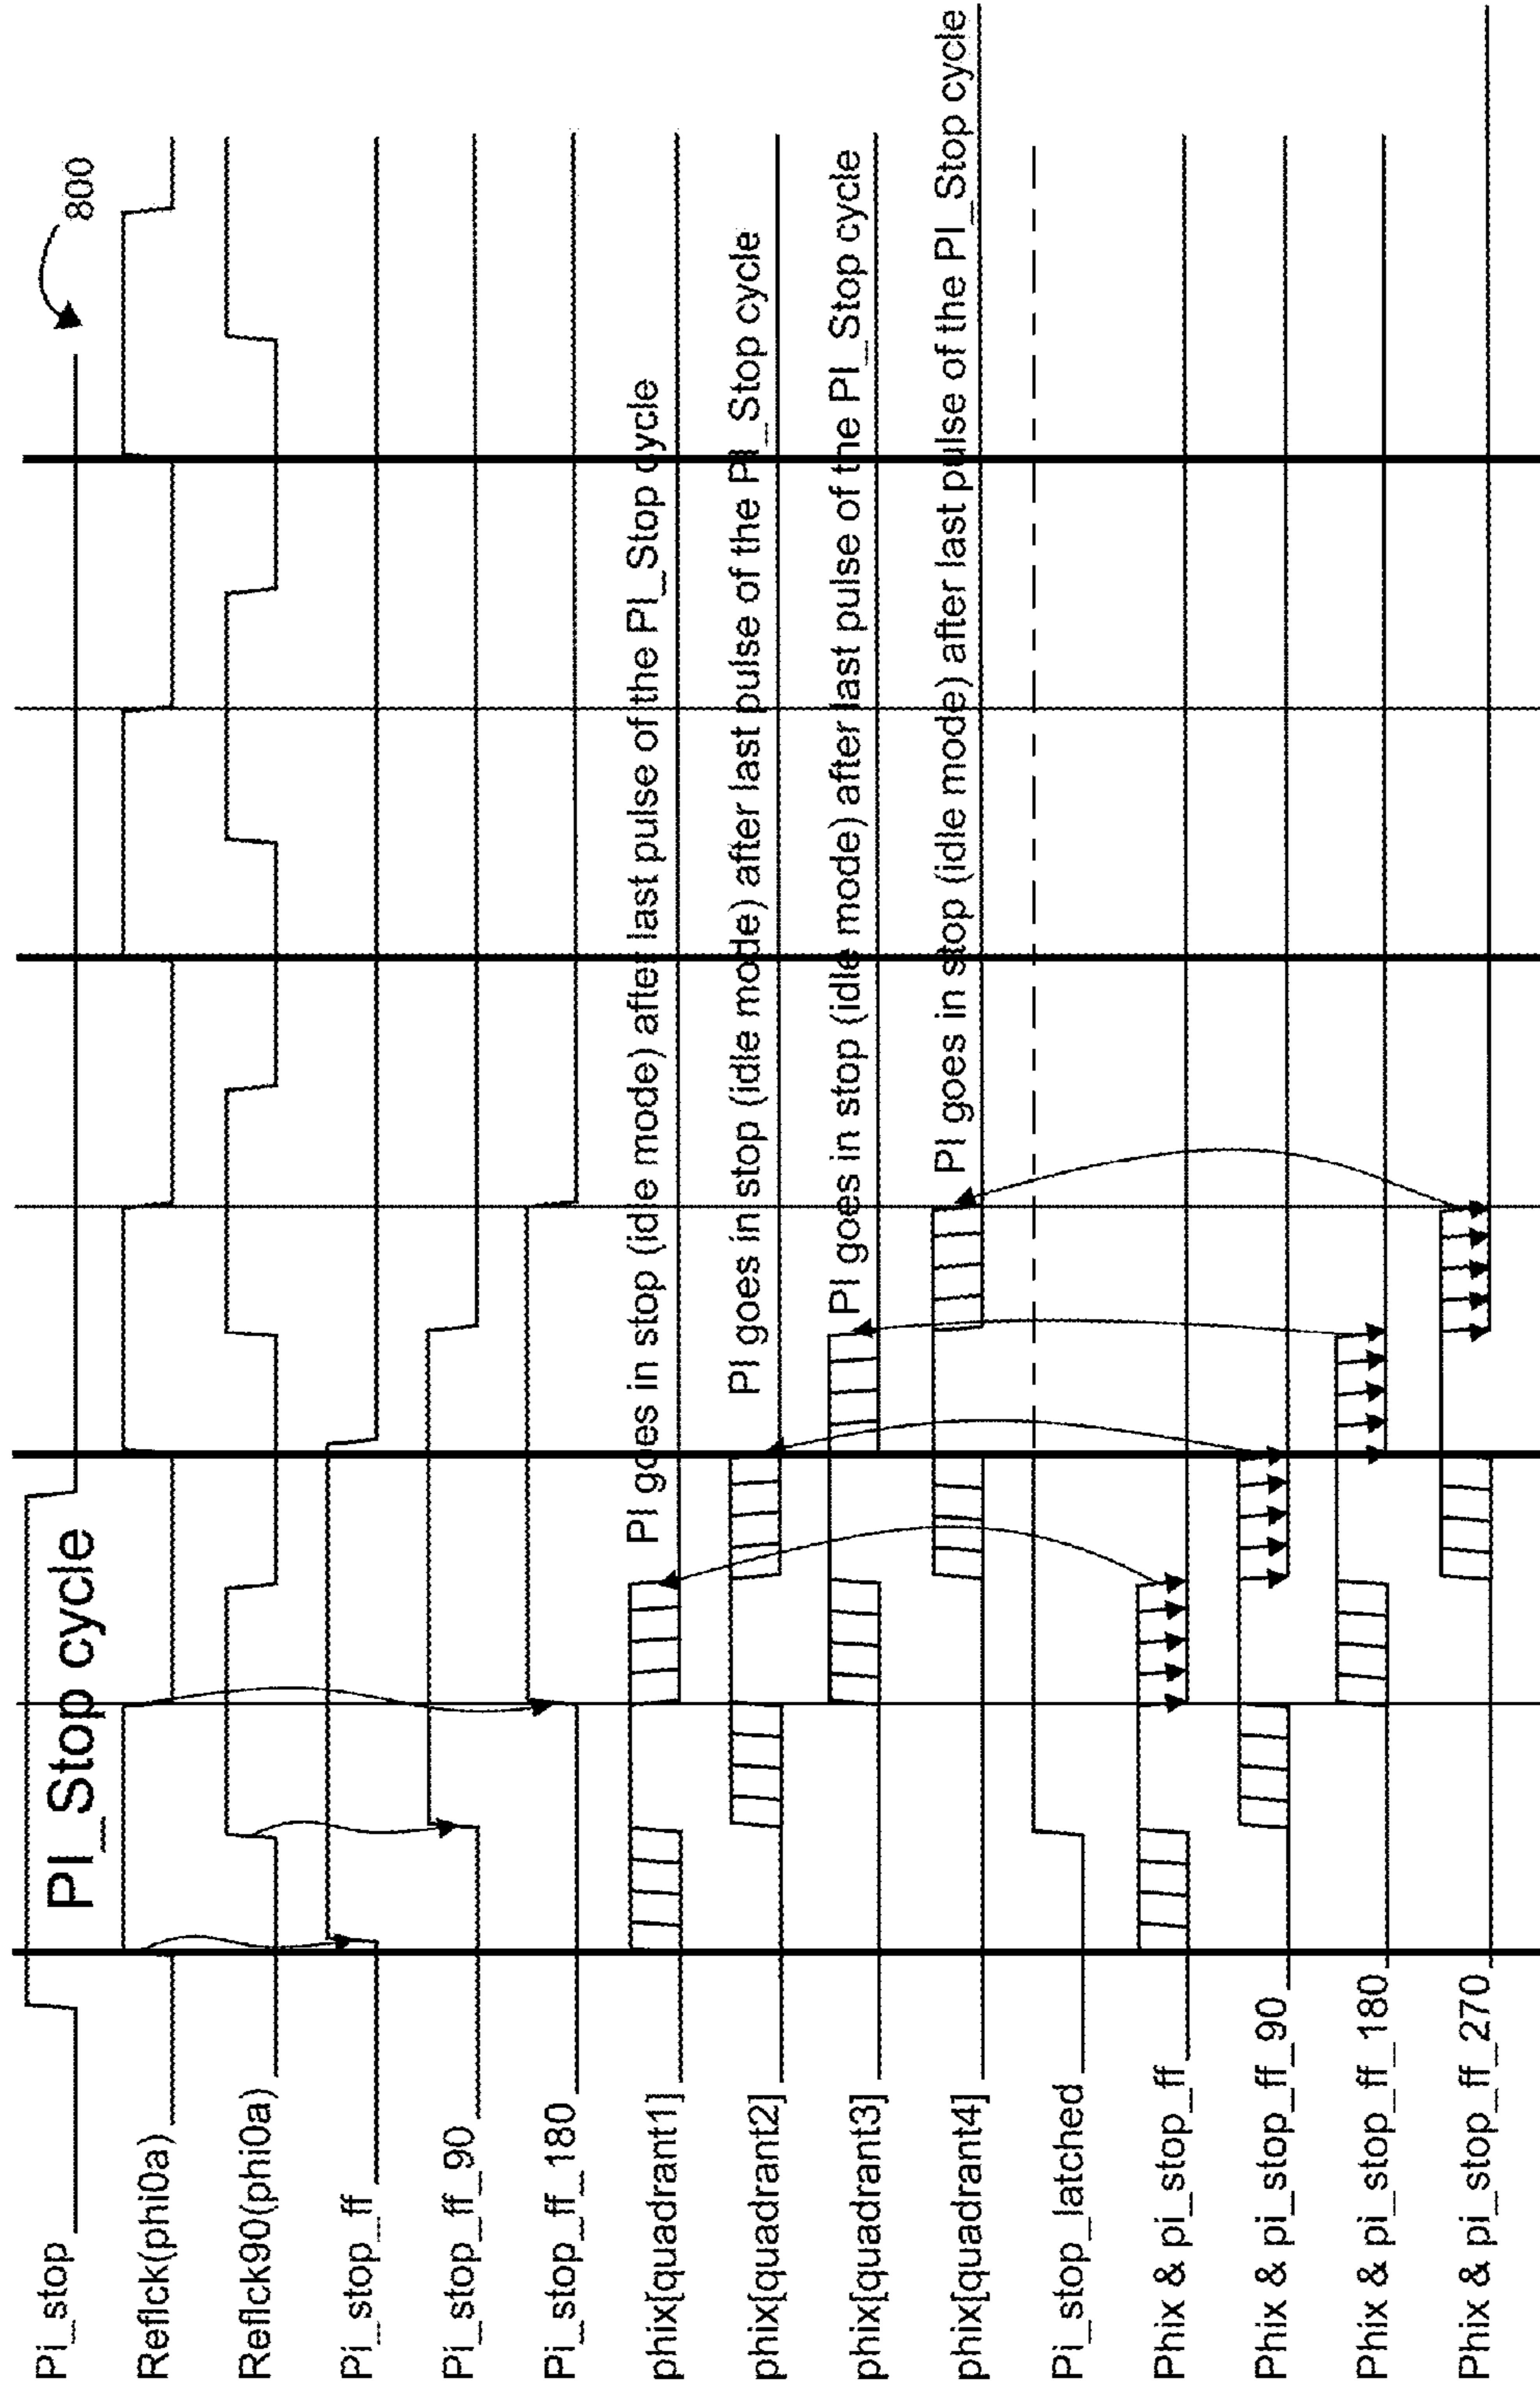 800
Pi_stop
PI_Stop cycle
Reflck(phi0a)
Reflck90(phi0a)
Pi_stop_ff
Pi_stop_ff_90
Pi_stop_ff_180
phix[quadrant1]
PI goes in stop (idle mode) after last pulse of the PI_Stop cycle
phix[quadrant2]
PI goes in stop (idle mode) after last pulse of the PI_Stop cycle
phix[quadrant3]
PI goes in stop (idle mode) after last pulse of the PI_Stop cycle
phix[quadrant4]
PI goes in stop (idle mode) after last pulse of the PI_Stop cycle
Pi_stop_latched
Phix & pi_stop_ff
Phix & pi_stop_ff_90
Phix & pi_stop_ff_180
Phix & pi_stop_ff_270